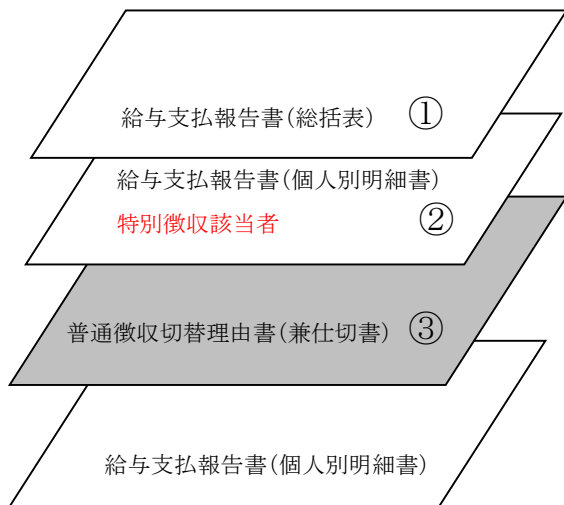 給与支払報告書(総括表) ①
給与支払報告書(個人別明細書)
特別徴収該当者 ②
普通徴収切替理由書(兼仕切書) ③
給与支払報告書(個人別明細書)